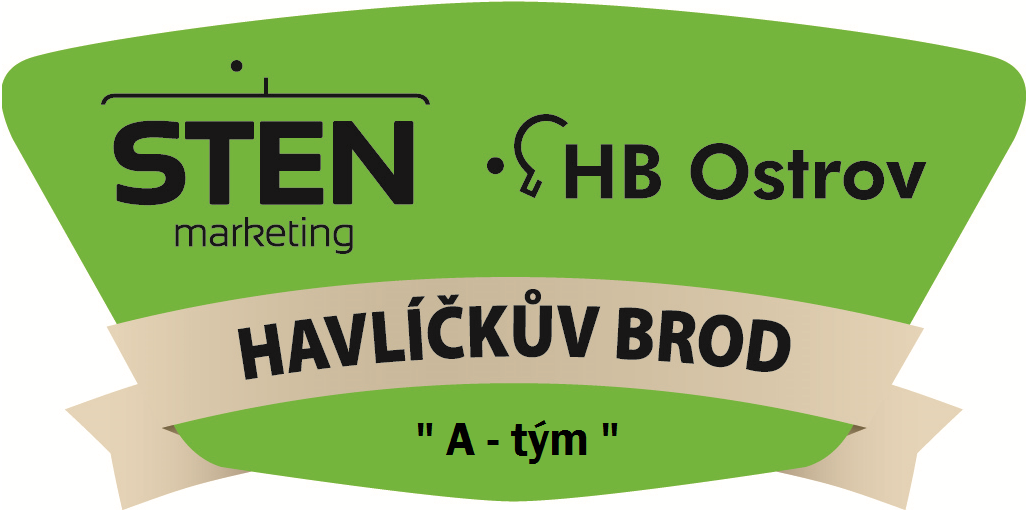 STEN
marketing
HB Ostrov
HAVLÍČKŮV BROD
" A - tým "